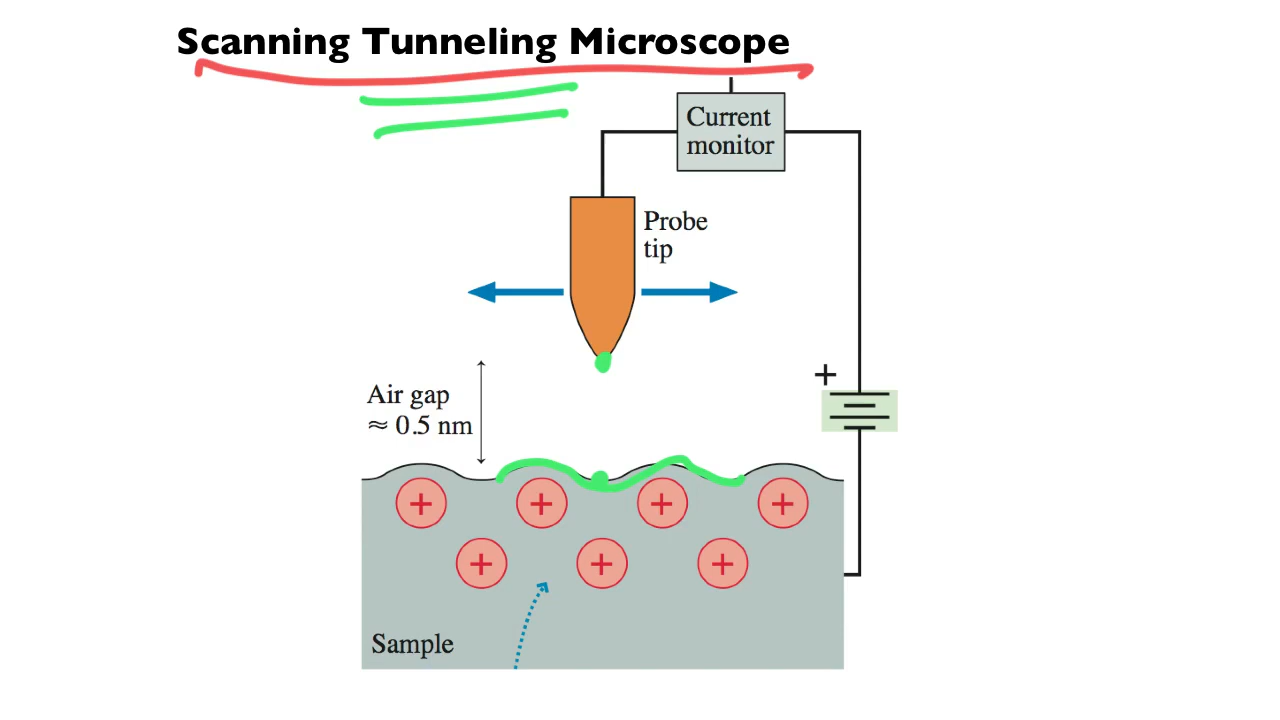 Scanning Tunneling Microscope
Current
monitor
Probe
tip
Air gap
≈ 0.5 nm
+
+ + + +
+ + +
Sample